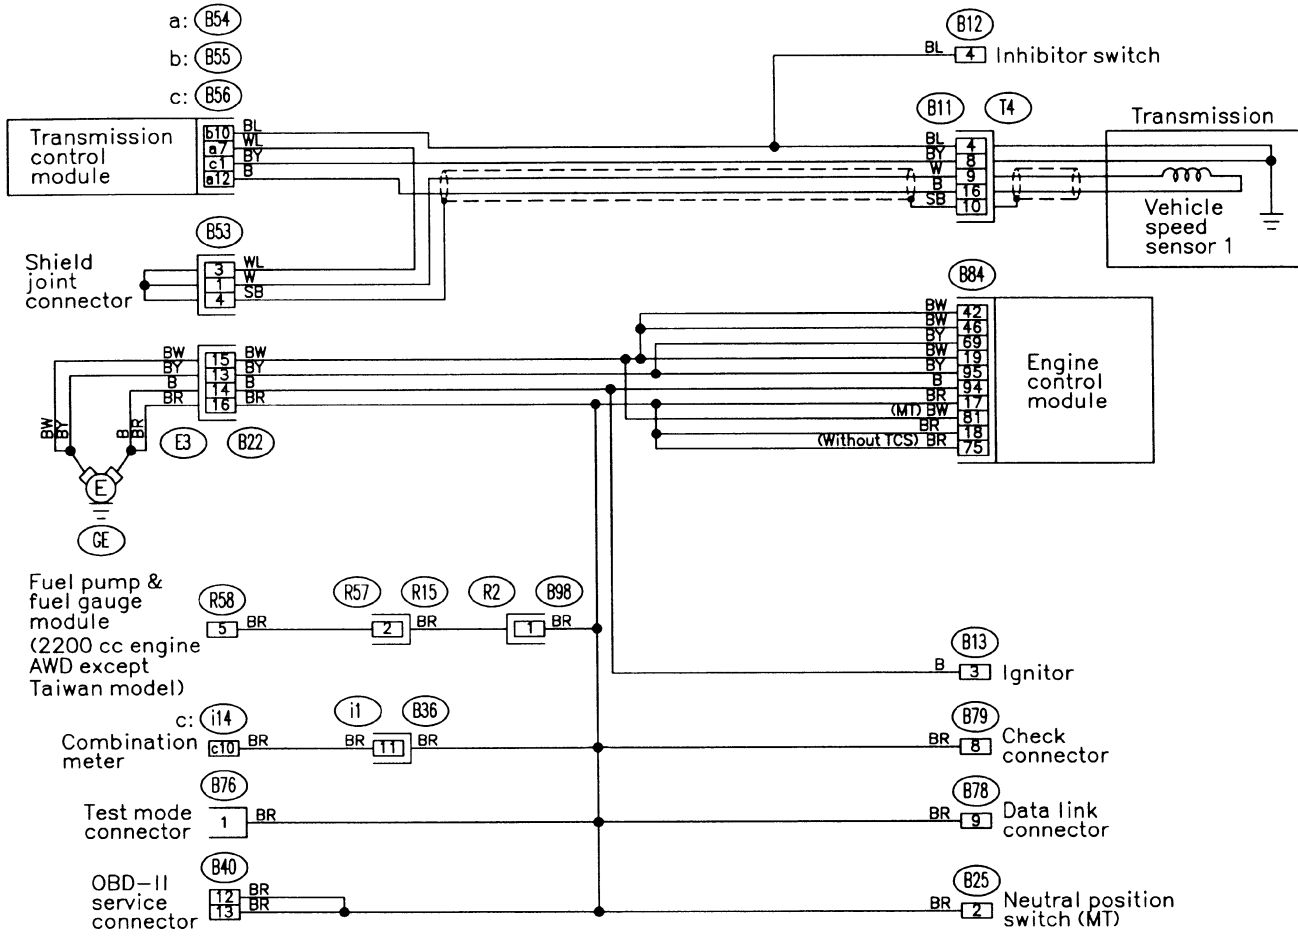 a: B54
b: B55
c: B56
B12
BL 4 Inhibitor switch
B11 T4
Transmission
Transmission
control
module
b10 BL
a7 WL
c1 BY
a12 B
BL 4
BY 8
W 9
B 16
SB 10
Vehicle
speed
sensor 1
B53
Shield
joint
connector
3 WL
1 W
4 SB
B84
BW 42
BW 46
BY 69
BW 19
BY 95
B 94
BR 17
(MT) BW 81
BR 18
(Without TCS) BR 75
Engine
control
module
BW 15 BW
BY 13 BY
B 14 B
BR 16 BR
BW BY B BR
E3 B22
E
GE
Fuel pump &
fuel gauge
module
(2200 cc engine
AWD except
Taiwan model)
R58 R57 R15 R2 B98
5 BR 2 BR 1 BR
B13
B 3 Ignitor
c: i14 i1 B36
Combination
meter
c10 BR BR 11 BR
B79
BR 8 Check
connector
B76
Test mode
connector
1 BR
B78
BR 9 Data link
connector
B40
OBD-II
service
connector
12 BR
13 BR
B25
BR 2 Neutral position
switch (MT)